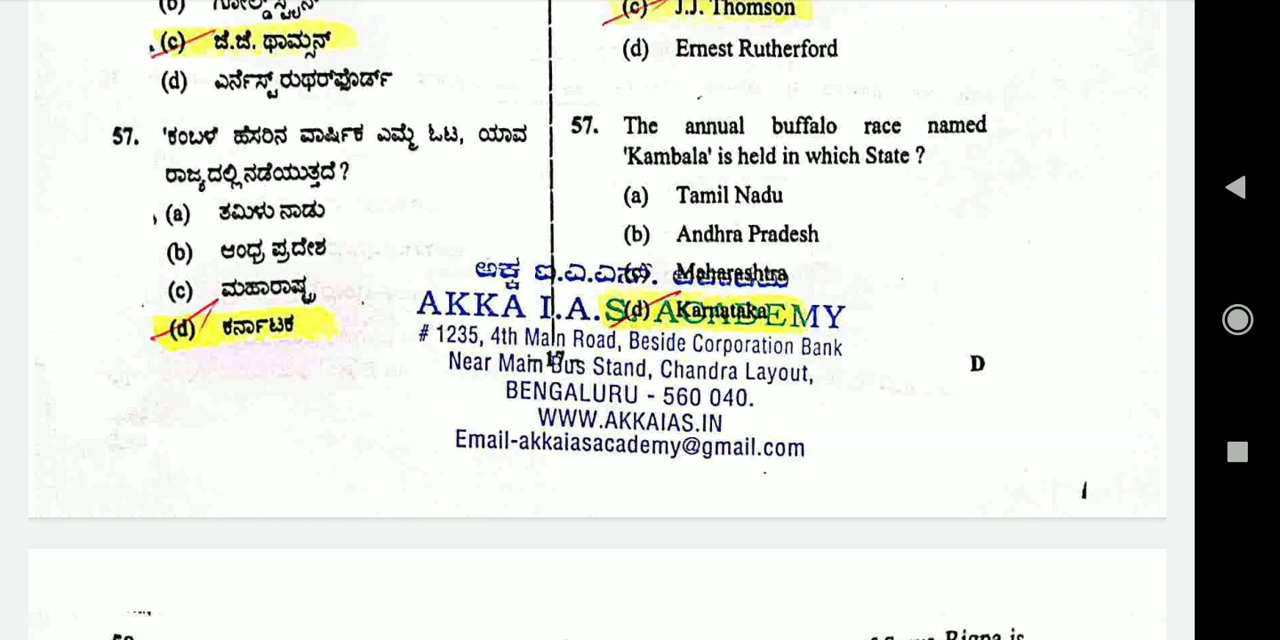 (c) ಜೆ.ಜೆ. ಥಾಮ್ಸನ್
(d) ಎರ್ನೆಸ್ಟ್ ರುಥರ್‌ಫೊರ್ಡ್
57. 'ಕಂಬಳ' ಹೆಸರಿನ ವಾರ್ಷಿಕ ಎಮ್ಮೆ ಓಟ, ಯಾವ
ರಾಜ್ಯದಲ್ಲಿ ನಡೆಯುತ್ತದೆ ?
(a) ತಮಿಳು ನಾಡು
(b) ಆಂಧ್ರ ಪ್ರದೇಶ
(c) ಮಹಾರಾಷ್ಟ್ರ
(d) ಕರ್ನಾಟಕ
(c) J.J. Thomson
(d) Ernest Rutherford
57. The annual buffalo race named
'Kambala' is held in which State ?
(a) Tamil Nadu
(b) Andhra Pradesh
(c) Maharashtra
(d) Karnataka
ಅಕ್ಕ ಐ.ಎ.ಎಸ್.
AKKA I.A.S. ACADEMY
# 1235, 4th Main Road, Beside Corporation Bank
Near Main Bus Stand, Chandra Layout,
BENGALURU - 560 040.
WWW.AKKAIAS.IN
Email-akkaiasacademy@gmail.com
17
D